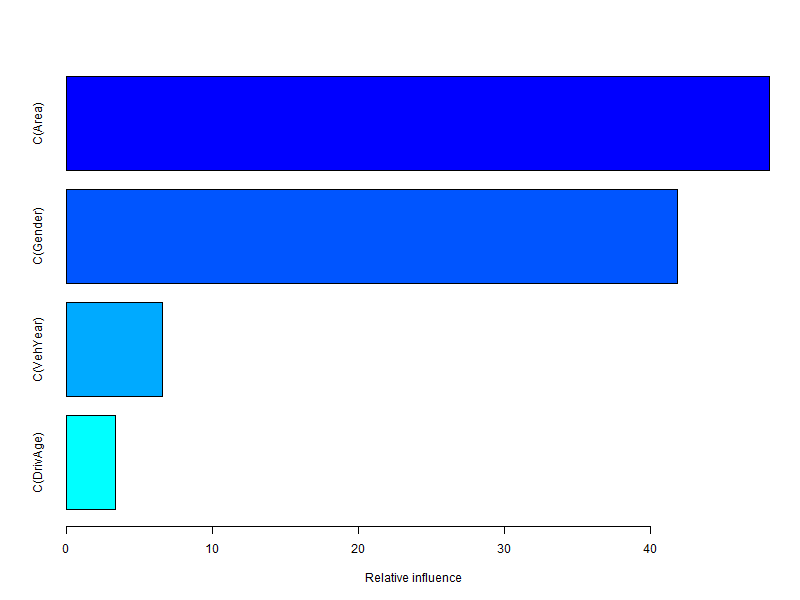 C(Area)
C(Gender)
C(VehYear)
C(DrivAge)
0 10 20 30 40
Relative influence